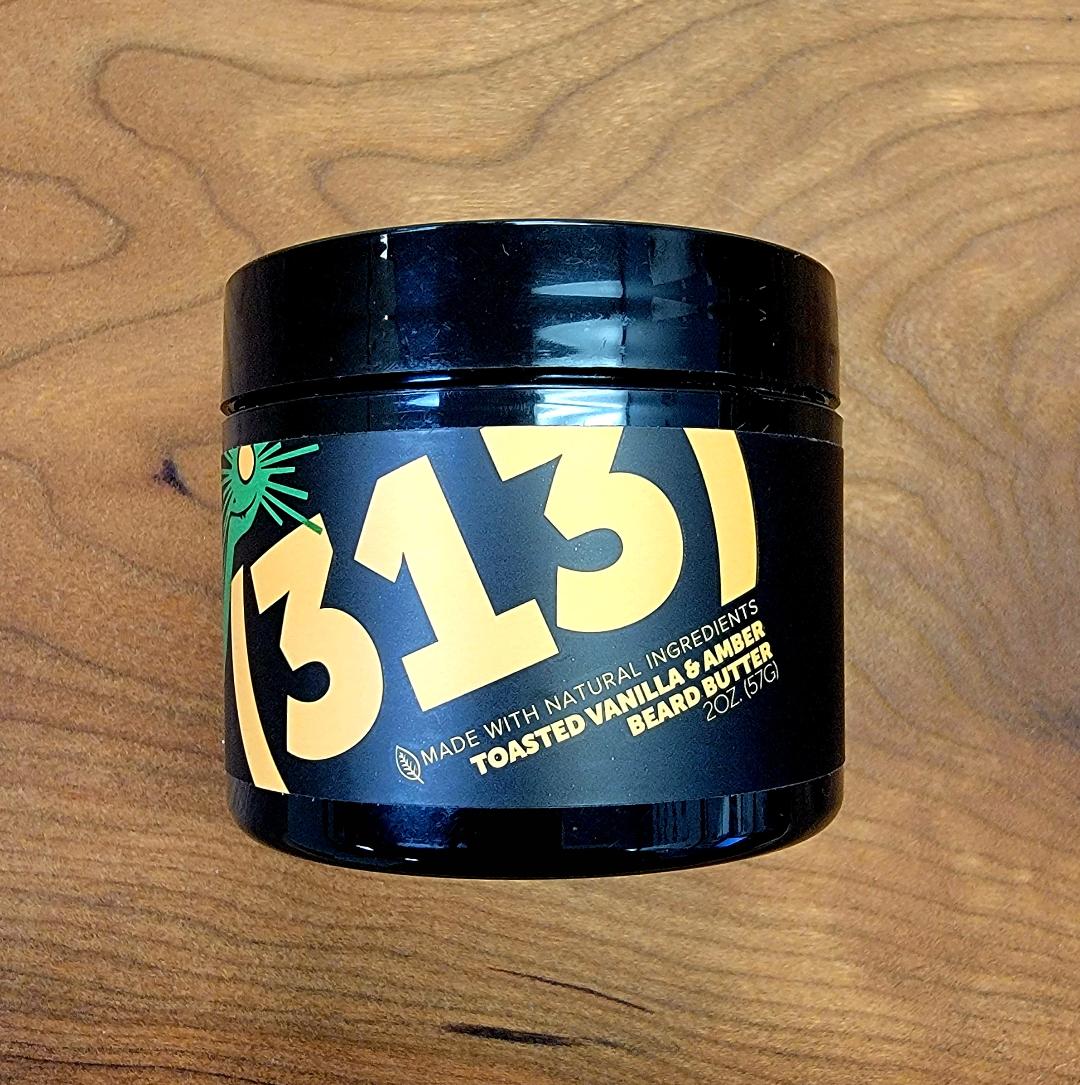 (313)
MADE WITH NATURAL INGREDIENTS
TOASTED VANILLA & AMBER
BEARD BUTTER
2OZ. (57G)